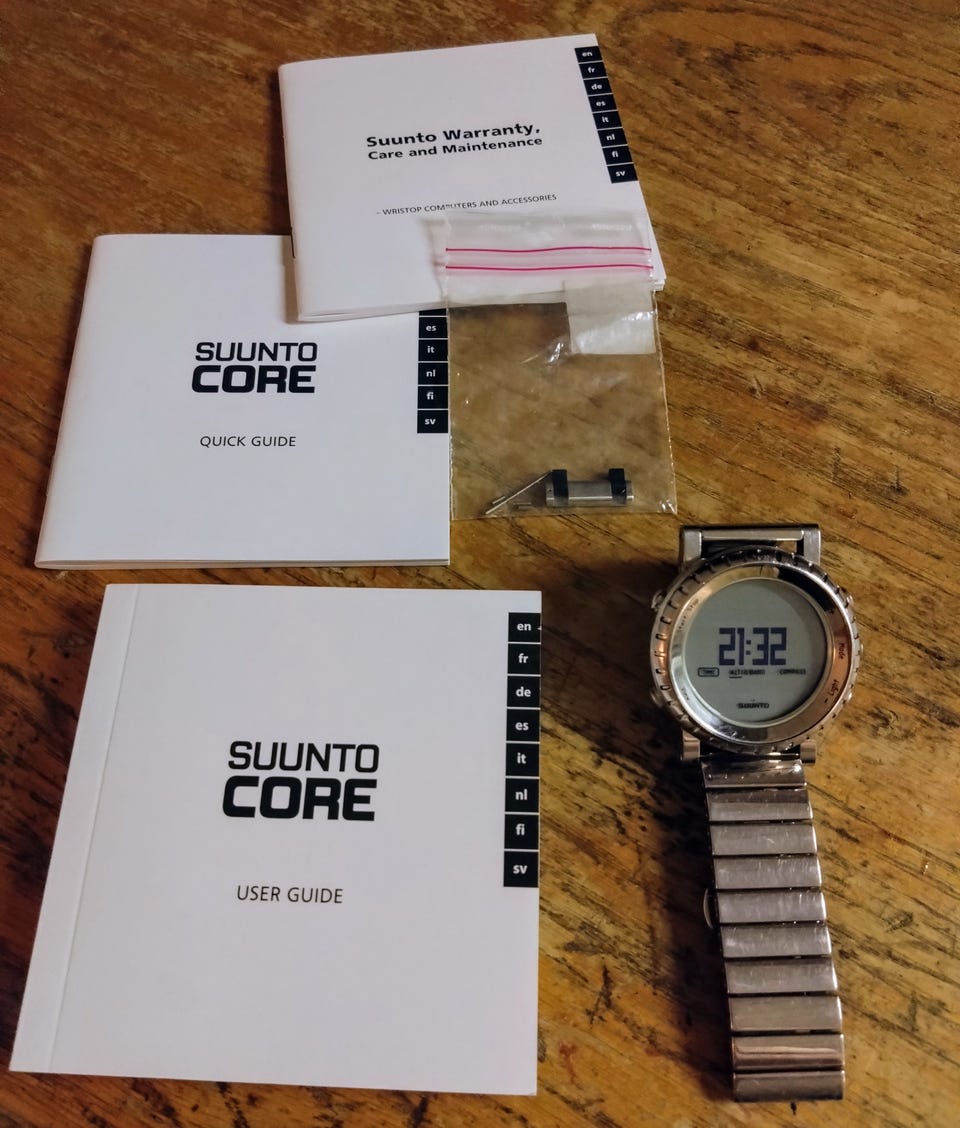 Suunto Warranty,
Care and Maintenance
– WRISTOP COMPUTERS AND ACCESSORIES
en
fr
de
es
it
nl
fi
sv
SUUNTO
CORE
QUICK GUIDE
es
it
nl
fi
sv
SUUNTO
CORE
USER GUIDE
en
fr
de
es
it
nl
fi
sv
21:32
TIME ALTI&BARO COMPASS
SUUNTO
Mode
Light